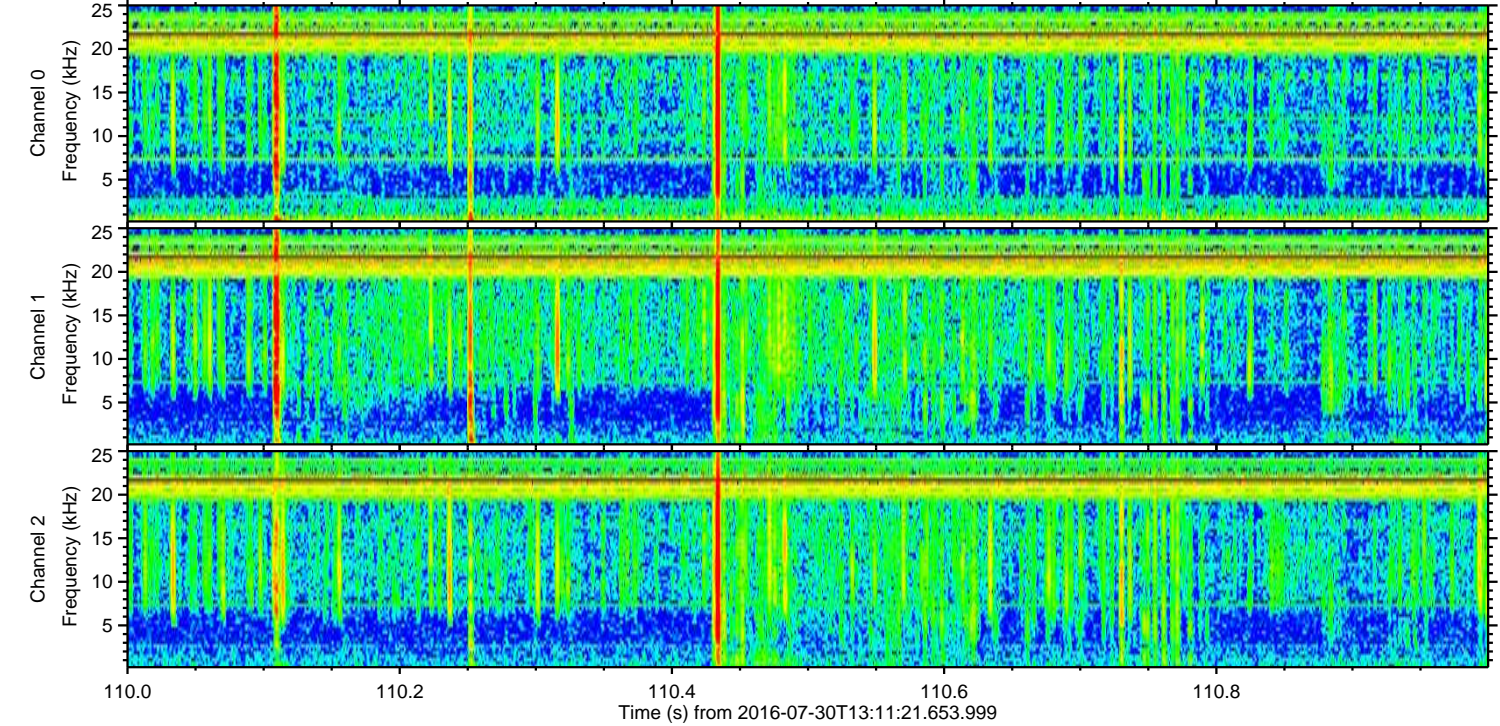 25
20
15
10
5
Channel 0
Frequency (kHz)
25
20
15
10
5
Channel 1
Frequency (kHz)
25
20
15
10
5
Channel 2
Frequency (kHz)
110.0 110.2 110.4 110.6 110.8
Time (s) from 2016-07-30T13:11:21.653.999